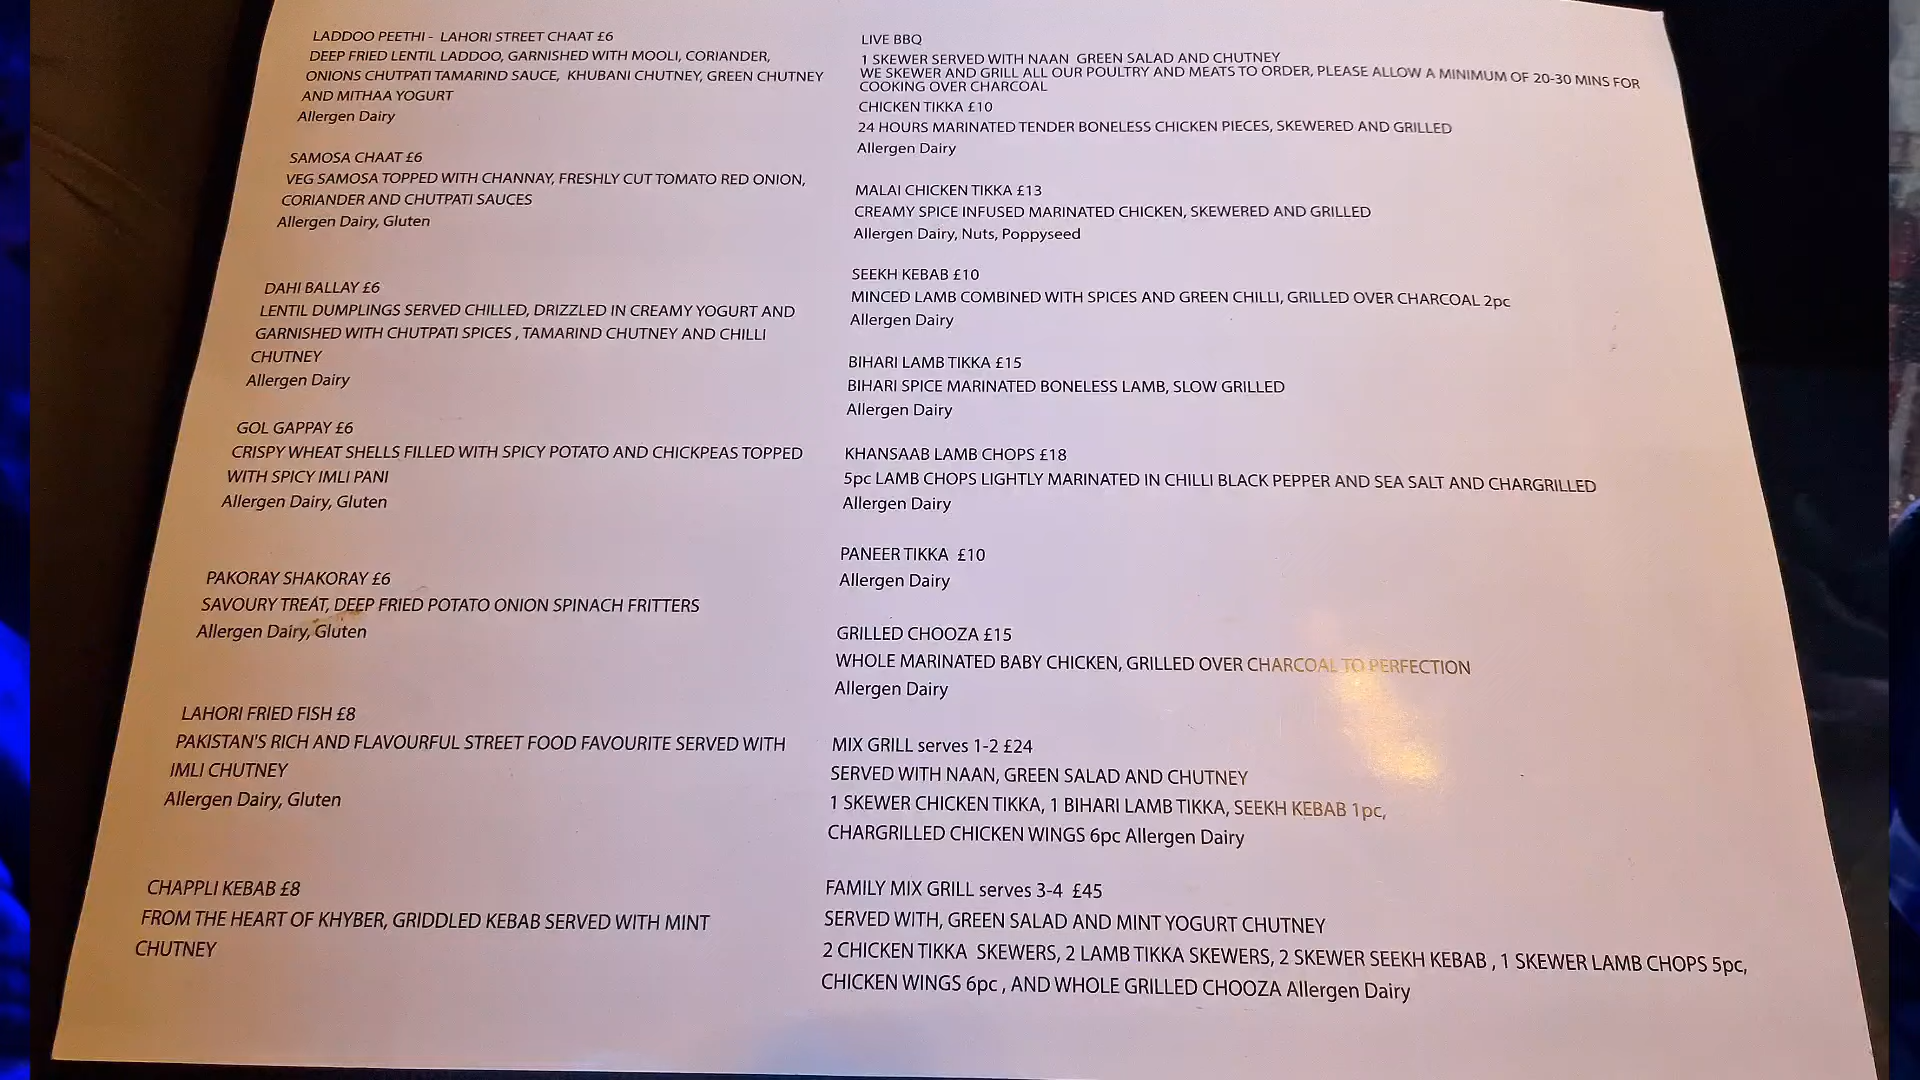 LADDOO PEETHI - LAHORI STREET CHAAT £6
DEEP FRIED LENTIL LADDOO, GARNISHED WITH MOOLI, CORIANDER,
ONIONS CHUTPATI TAMARIND SAUCE, KHUBANI CHUTNEY, GREEN CHUTNEY
AND MITHAA YOGURT
Allergen Dairy
SAMOSA CHAAT £6
VEG SAMOSA TOPPED WITH CHANNAY, FRESHLY CUT TOMATO RED ONION,
CORIANDER AND CHUTPATI SAUCES
Allergen Dairy, Gluten
DAHI BALLAY £6
LENTIL DUMPLINGS SERVED CHILLED, DRIZZLED IN CREAMY YOGURT AND
GARNISHED WITH CHUTPATI SPICES , TAMARIND CHUTNEY AND CHILLI
CHUTNEY
Allergen Dairy
GOL GAPPAY £6
CRISPY WHEAT SHELLS FILLED WITH SPICY POTATO AND CHICKPEAS TOPPED
WITH SPICY IMLI PANI
Allergen Dairy, Gluten
PAKORAY SHAKORAY £6
SAVOURY TREAT, DEEP FRIED POTATO ONION SPINACH FRITTERS
Allergen Dairy, Gluten
LAHORI FRIED FISH £8
PAKISTAN'S RICH AND FLAVOURFUL STREET FOOD FAVOURITE SERVED WITH
IMLI CHUTNEY
Allergen Dairy, Gluten
CHAPPLI KEBAB £8
FROM THE HEART OF KHYBER, GRIDDLED KEBAB SERVED WITH MINT
CHUTNEY
LIVE BBQ
1 SKEWER SERVED WITH NAAN GREEN SALAD AND CHUTNEY
WE SKEWER AND GRILL ALL OUR POULTRY AND MEATS TO ORDER, PLEASE ALLOW A MINIMUM OF 20-30 MINS FOR
COOKING OVER CHARCOAL
CHICKEN TIKKA £10
24 HOURS MARINATED TENDER BONELESS CHICKEN PIECES, SKEWERED AND GRILLED
Allergen Dairy
MALAI CHICKEN TIKKA £13
CREAMY SPICE INFUSED MARINATED CHICKEN, SKEWERED AND GRILLED
Allergen Dairy, Nuts, Poppyseed
SEEKH KEBAB £10
MINCED LAMB COMBINED WITH SPICES AND GREEN CHILLI, GRILLED OVER CHARCOAL 2pc
Allergen Dairy
BIHARI LAMB TIKKA £15
BIHARI SPICE MARINATED BONELESS LAMB, SLOW GRILLED
Allergen Dairy
KHANSAAB LAMB CHOPS £18
5pc LAMB CHOPS LIGHTLY MARINATED IN CHILLI BLACK PEPPER AND SEA SALT AND CHARGRILLED
Allergen Dairy
PANEER TIKKA £10
Allergen Dairy
GRILLED CHOOZA £15
WHOLE MARINATED BABY CHICKEN, GRILLED OVER CHARCOAL TO PERFECTION
Allergen Dairy
MIX GRILL serves 1-2 £24
SERVED WITH NAAN, GREEN SALAD AND CHUTNEY
1 SKEWER CHICKEN TIKKA, 1 BIHARI LAMB TIKKA, SEEKH KEBAB 1pc,
CHARGRILLED CHICKEN WINGS 6pc Allergen Dairy
FAMILY MIX GRILL serves 3-4 £45
SERVED WITH, GREEN SALAD AND MINT YOGURT CHUTNEY
2 CHICKEN TIKKA SKEWERS, 2 LAMB TIKKA SKEWERS, 2 SKEWER SEEKH KEBAB , 1 SKEWER LAMB CHOPS 5pc,
CHICKEN WINGS 6pc , AND WHOLE GRILLED CHOOZA Allergen Dairy